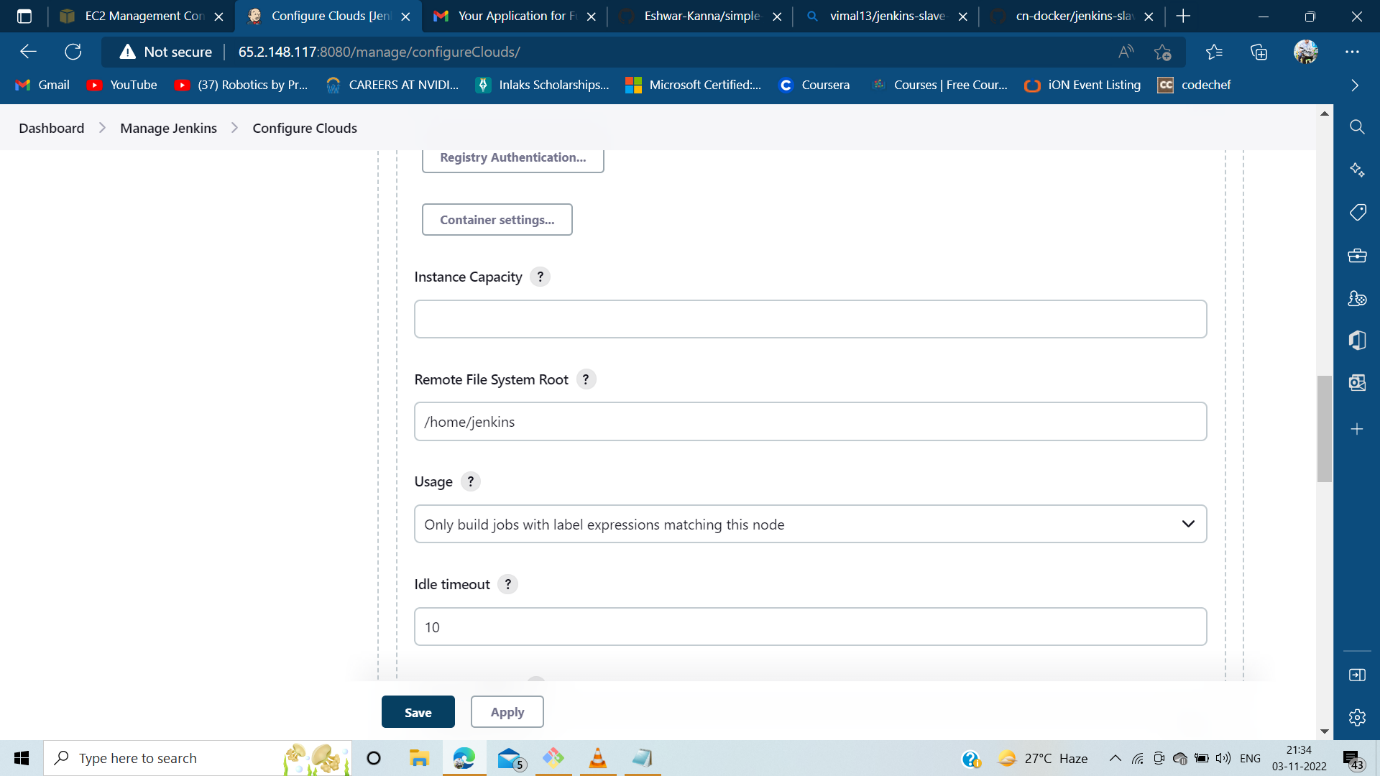 EC2 Management Con
Configure Clouds [Jen
Your Application for F
Eshwar-Kanna/simple
vimal13/jenkins-slave
cn-docker/jenkins-slav
Not secure
65.2.148.117:8080/manage/configureClouds/
Gmail
YouTube
(37) Robotics by Pr...
CAREERS AT NVIDI...
Inlaks Scholarships...
Microsoft Certified:...
Coursera
Courses | Free Cour...
iON Event Listing
CC codechef
Dashboard
Manage Jenkins
Configure Clouds
Registry Authentication...
Container settings...
Instance Capacity ?
Remote File System Root ?
/home/jenkins
Usage ?
Only build jobs with label expressions matching this node
Idle timeout ?
10
Save
Apply
Type here to search
5
27°C Haze
ENG
21:34
03-11-2022
43